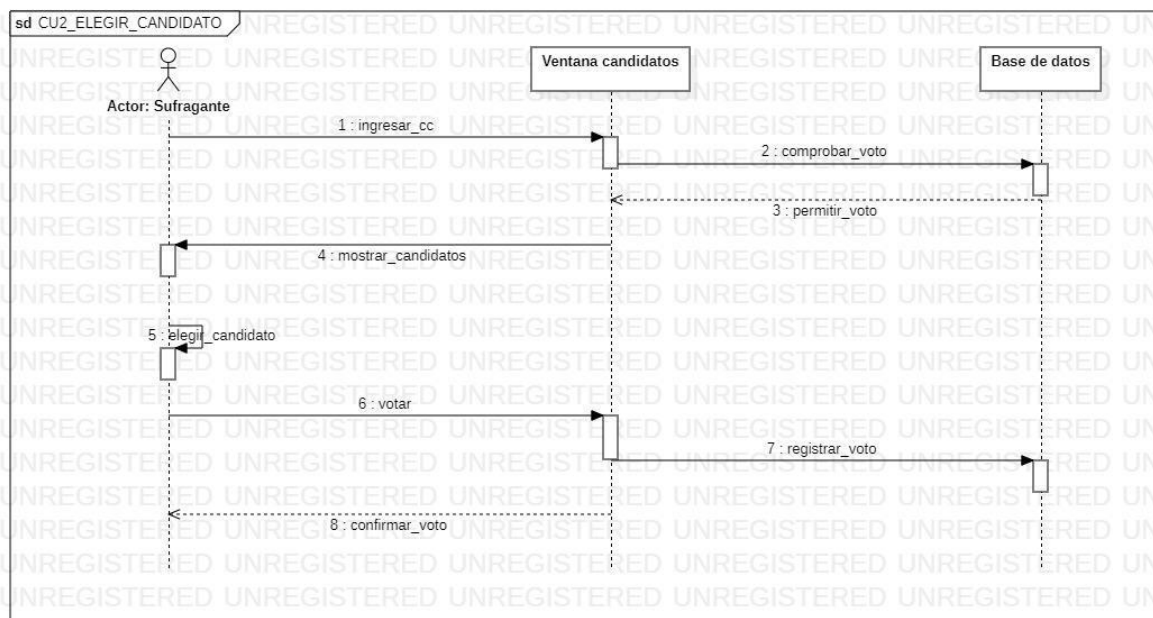 sd CU2_ELEGIR_CANDIDATO
Ventana candidatos
Base de datos
Actor: Sufragante
1 : ingresar_cc
2 : comprobar_voto
3 : permitir_voto
4 : mostrar_candidatos
5 : elegir_candidato
6 : votar
7 : registrar_voto
8 : confirmar_voto
UNREGISTERED